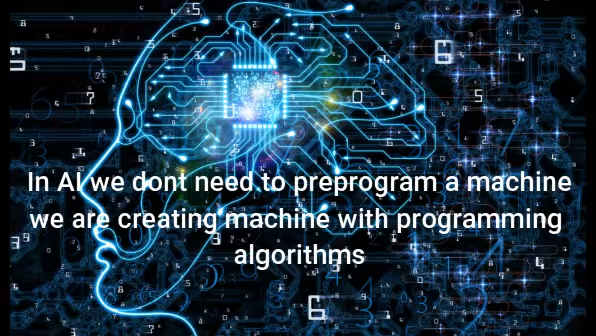 In AI we dont need to preprogram a machine
we are creating machine with programming
algorithms